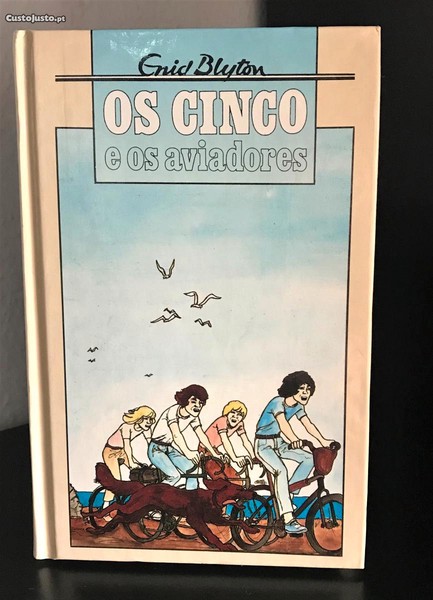 CustoJusto.pt
Enid Blyton
OS CINCO
e os aviadores